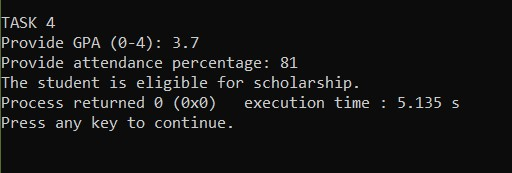 TASK 4
Provide GPA (0-4): 3.7
Provide attendance percentage: 81
The student is eligible for scholarship.
Process returned 0 (0x0)   execution time : 5.135 s
Press any key to continue.